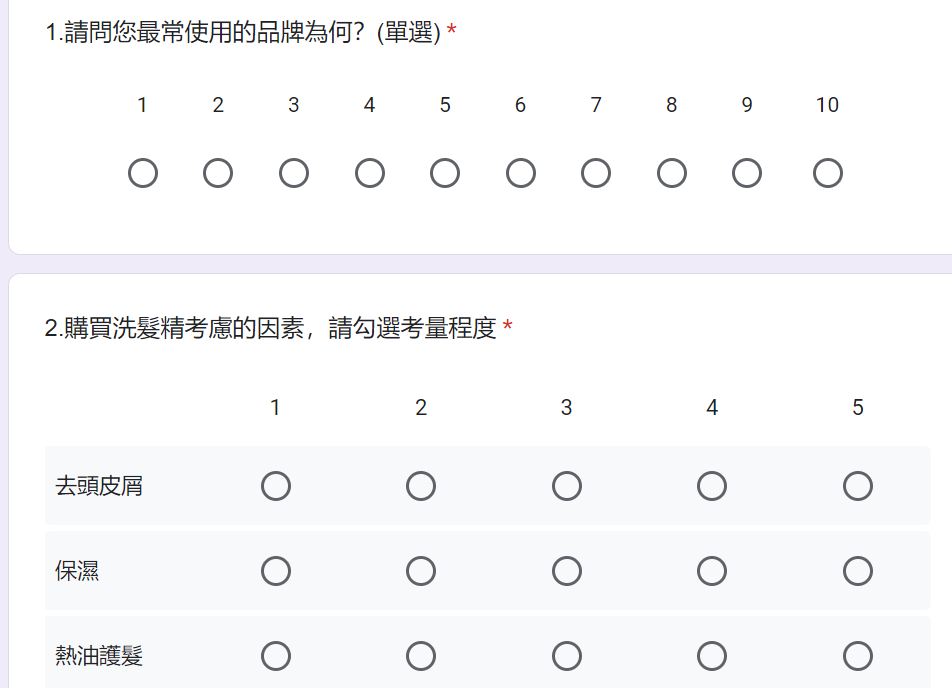 1.請問您最常使用的品牌為何？(單選) *
1 2 3 4 5 6 7 8 9 10
2.購買洗髮精考慮的因素，請勾選考量程度 *
1 2 3 4 5
去頭皮屑
保濕
熱油護髮